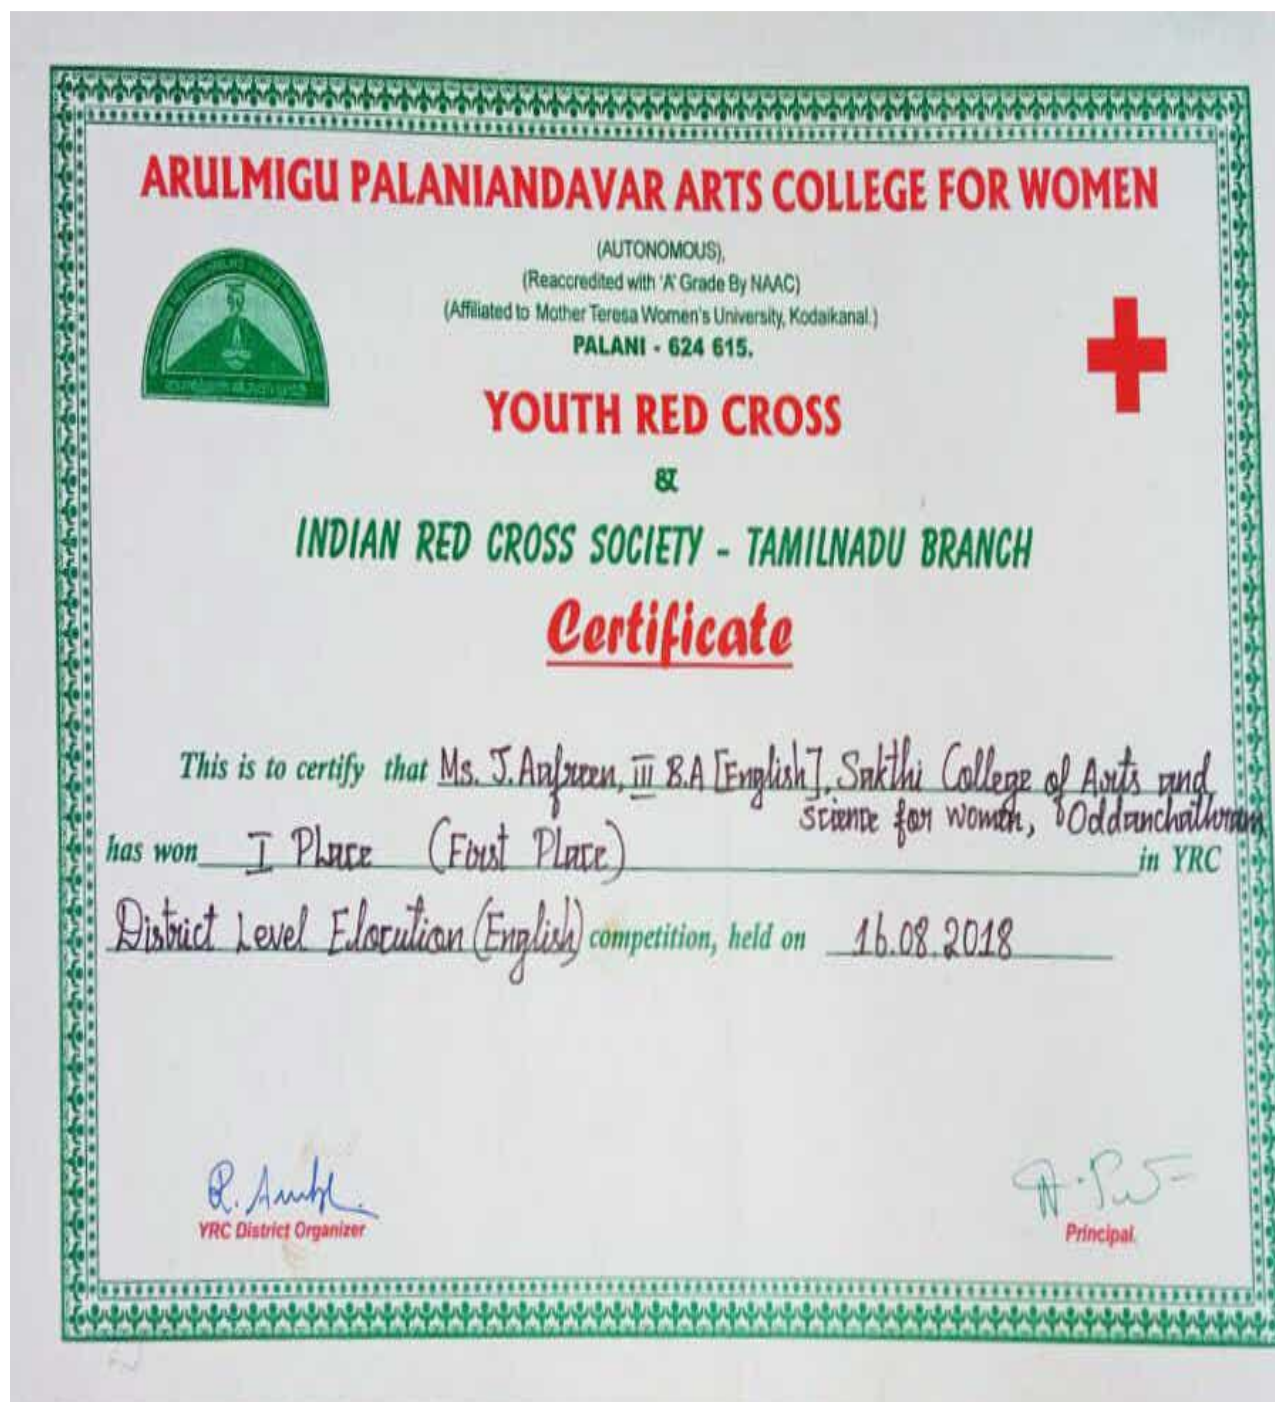 ARULMIGU PALANIANDAVAR ARTS COLLEGE FOR WOMEN
(AUTONOMOUS),
(Reaccredited with 'A' Grade By NAAC)
(Affiliated to Mother Teresa Women's University, Kodaikanal.)
PALANI - 624 615.
YOUTH RED CROSS
&
INDIAN RED CROSS SOCIETY - TAMILNADU BRANCH
Certificate
This is to certify that Ms. J. Anfreen, III B.A [English], Sakthi College of Arts and
science for women, Oddanchathram
has won I Place (First Place) in YRC
District Level Elocution (English) competition, held on 16.08.2018
YRC District Organizer
Principal